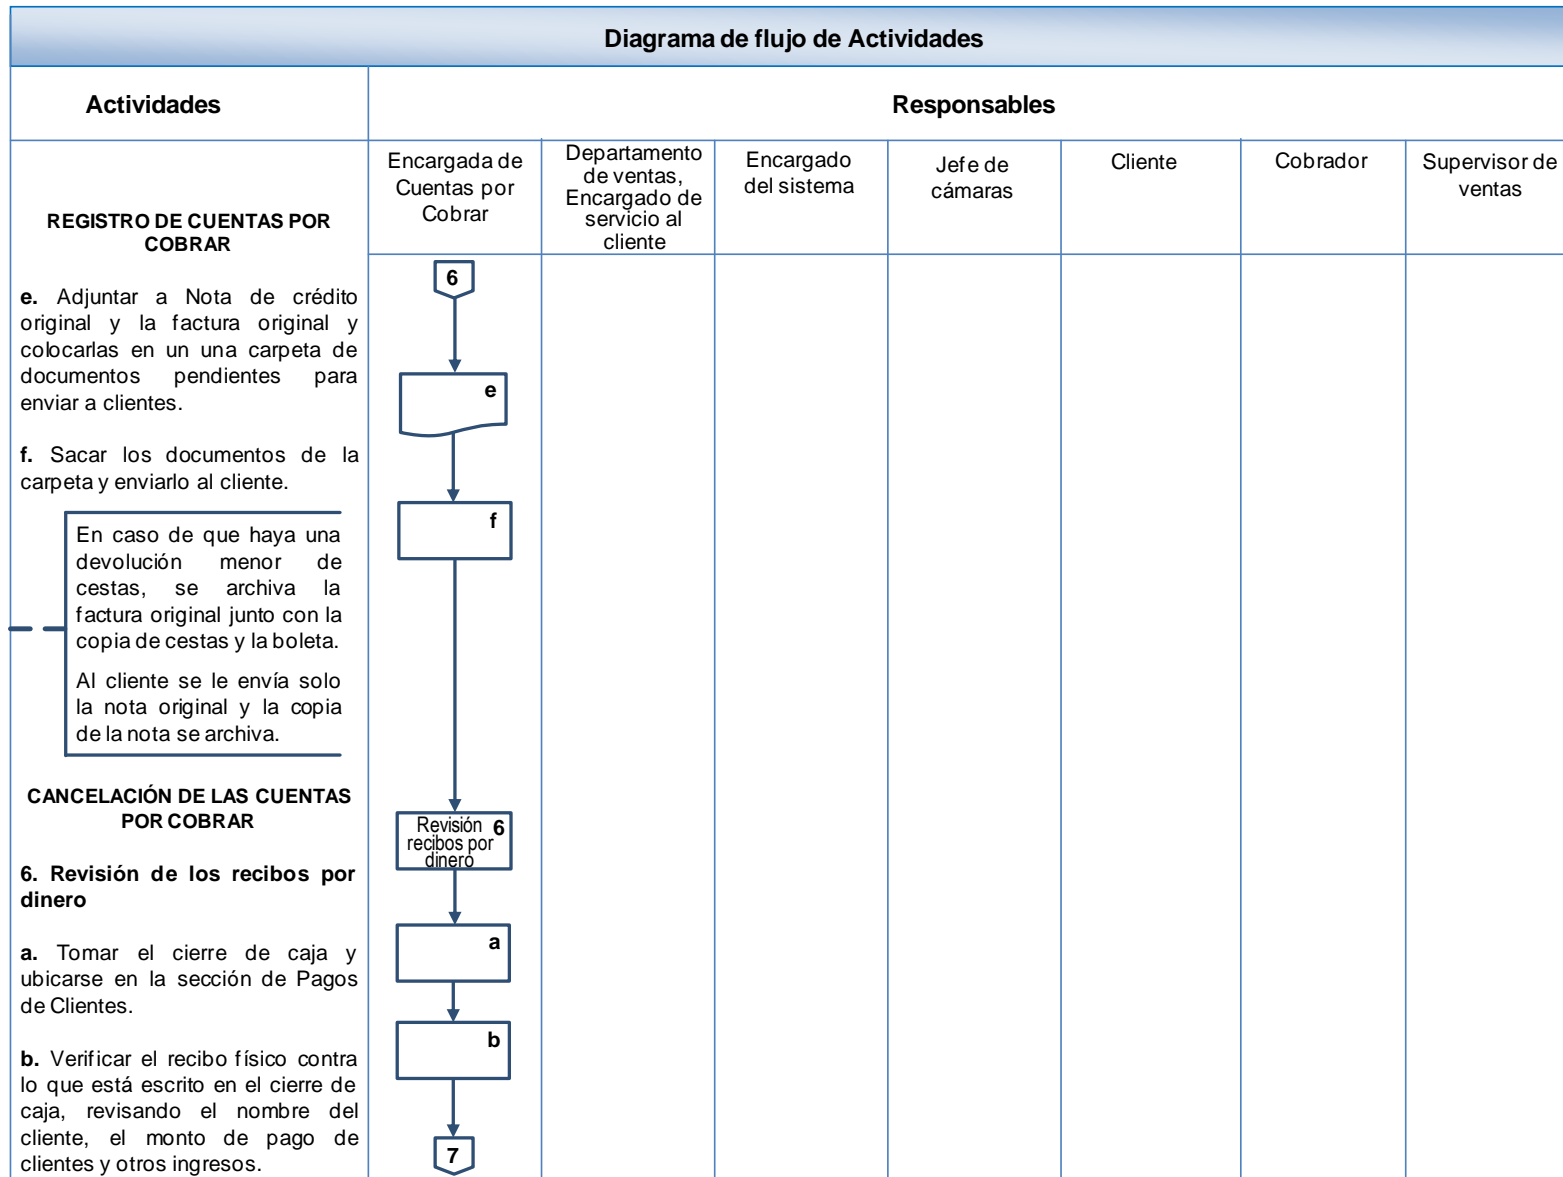 Diagrama de flujo de Actividades
Actividades
Responsables
Encargada de
Cuentas por
Cobrar
Departamento
de ventas,
Encargado de
servicio al
cliente
Encargado
del sistema
Jefe de
cámaras
Cliente
Cobrador
Supervisor de
ventas
REGISTRO DE CUENTAS POR
COBRAR
e. Adjuntar a Nota de crédito
original y la factura original y
colocarlas en un una carpeta de
documentos pendientes para
enviar a clientes.
f. Sacar los documentos de la
carpeta y enviarlo al cliente.
En caso de que haya una
devolución menor de
cestas, se archiva la
factura original junto con la
copia de cestas y la boleta.
Al cliente se le envía solo
la nota original y la copia
de la nota se archiva.
CANCELACIÓN DE LAS CUENTAS
POR COBRAR
6. Revisión de los recibos por
dinero
a. Tomar el cierre de caja y
ubicarse en la sección de Pagos
de Clientes.
b. Verificar el recibo físico contra
lo que está escrito en el cierre de
caja, revisando el nombre del
cliente, el monto de pago de
clientes y otros ingresos.
6
e
f
Revisión 6
recibos por
dinero
a
b
7